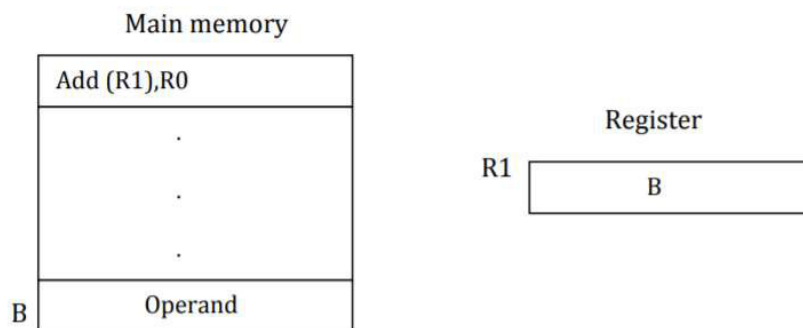 Main memory
Add (R1),R0
.
.
.
B Operand
Register
R1 B